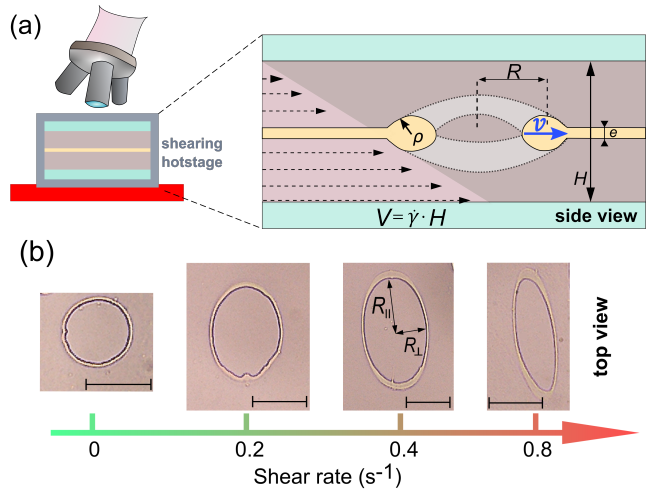 (a)
R
ρ
v
e
H
shearing
hotstage
V = γ̇ · H
side view
(b)
R||
R⊥
top view
0
0.2
0.4
0.8
Shear rate (s-1)